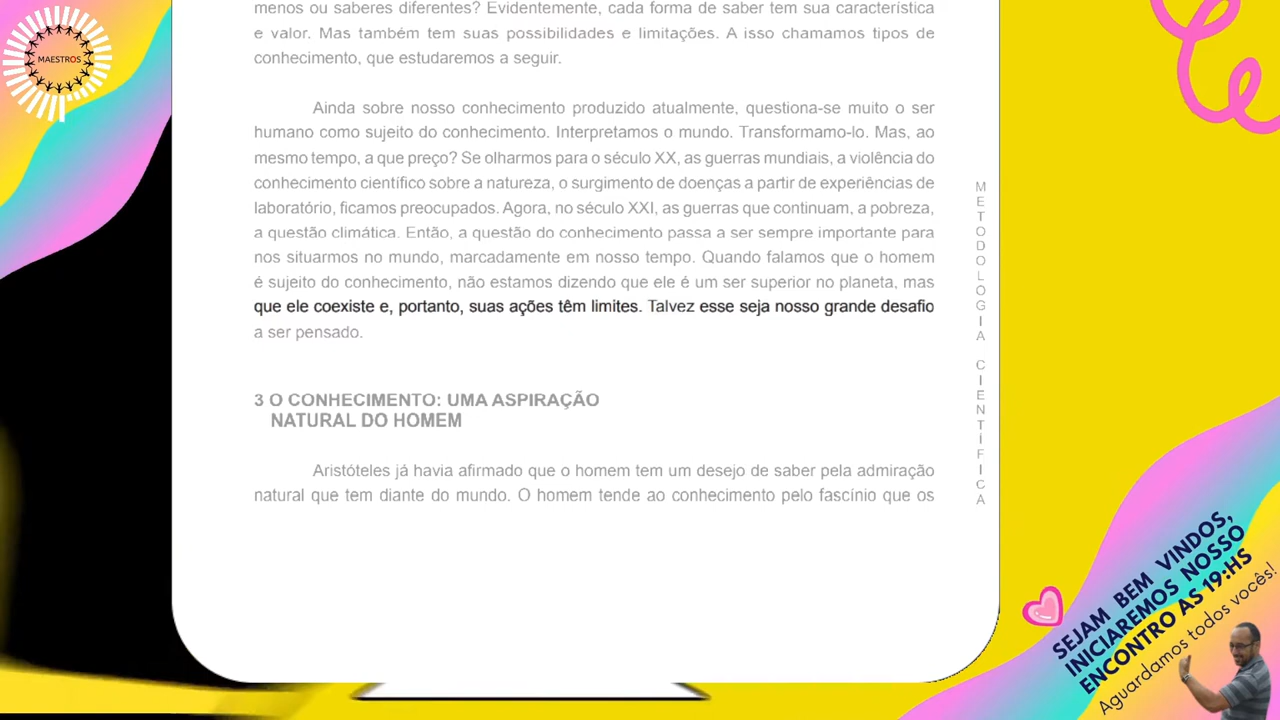 MAESTROS
menos ou saberes diferentes? Evidentemente, cada forma de saber tem sua característica
e valor. Mas também tem suas possibilidades e limitações. A isso chamamos tipos de
conhecimento, que estudaremos a seguir.
Ainda sobre nosso conhecimento produzido atualmente, questiona-se muito o ser
humano como sujeito do conhecimento. Interpretamos o mundo. Transformamo-lo. Mas, ao
mesmo tempo, a que preço? Se olharmos para o século XX, as guerras mundiais, a violência do
conhecimento científico sobre a natureza, o surgimento de doenças a partir de experiências de
laboratório, ficamos preocupados. Agora, no século XXI, as guerras que continuam, a pobreza,
a questão climática. Então, a questão do conhecimento passa a ser sempre importante para
nos situarmos no mundo, marcadamente em nosso tempo. Quando falamos que o homem
é sujeito do conhecimento, não estamos dizendo que ele é um ser superior no planeta, mas
que ele coexiste e, portanto, suas ações têm limites. Talvez esse seja nosso grande desafio
a ser pensado.
3 O CONHECIMENTO: UMA ASPIRAÇÃO
NATURAL DO HOMEM
Aristóteles já havia afirmado que o homem tem um desejo de saber pela admiração
natural que tem diante do mundo. O homem tende ao conhecimento pelo fascínio que os
METODOLOGIA CIENTÍFICA
SEJAM BEM VINDOS,
INICIAREMOS NOSSO
ENCONTRO AS 19:HS
Aguardamos todos vocês!